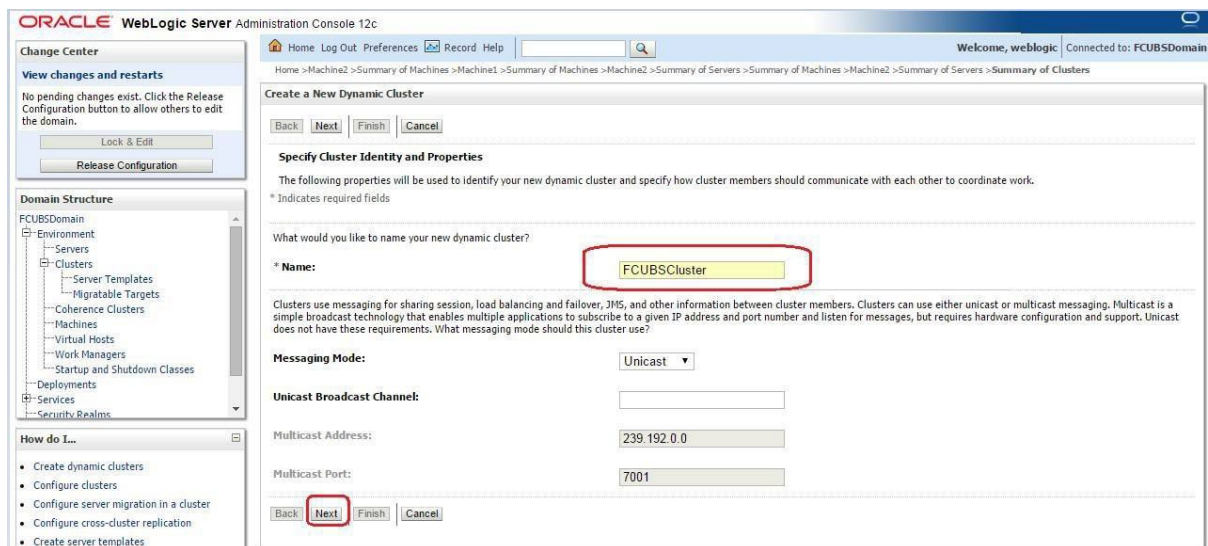 ORACLE WebLogic Server Administration Console 12c
Change Center
View changes and restarts
No pending changes exist. Click the Release
Configuration button to allow others to edit
the domain.
Lock & Edit
Release Configuration
Domain Structure
FCUBSDomain
Environment
Servers
Clusters
Server Templates
Migratable Targets
Coherence Clusters
Machines
Virtual Hosts
Work Managers
Startup and Shutdown Classes
Deployments
Services
Security Realms
How do I...
Create dynamic clusters
Configure clusters
Configure server migration in a cluster
Configure cross-cluster replication
Create server templates
Home Log Out Preferences Record Help
Welcome, weblogic Connected to: FCUBSDomain
Home >Machine2 >Summary of Machines >Machine1 >Summary of Machines >Machine2 >Summary of Servers >Summary of Machines >Machine2 >Summary of Servers >Summary of Clusters
Create a New Dynamic Cluster
Back Next Finish Cancel
Specify Cluster Identity and Properties
The following properties will be used to identify your new dynamic cluster and specify how cluster members should communicate with each other to coordinate work.
* Indicates required fields
What would you like to name your new dynamic cluster?
* Name: FCUBSCluster
Clusters use messaging for sharing session, load balancing and failover, JMS, and other information between cluster members. Clusters can use either unicast or multicast messaging. Multicast is a
simple broadcast technology that enables multiple applications to subscribe to a given IP address and port number and listen for messages, but requires hardware configuration and support. Unicast
does not have these requirements. What messaging mode should this cluster use?
Messaging Mode: Unicast
Unicast Broadcast Channel:
Multicast Address: 239.192.0.0
Multicast Port: 7001
Back Next Finish Cancel